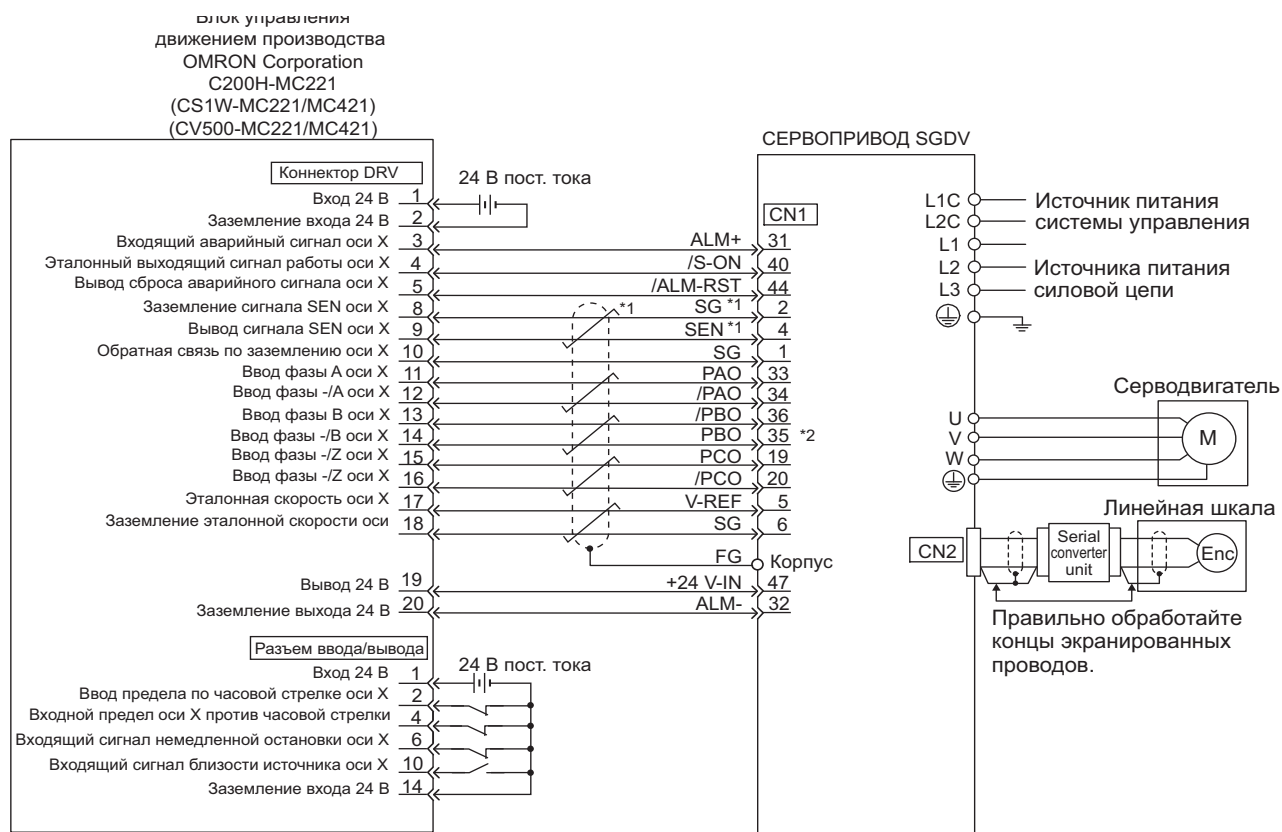 Блок управления
движением производства
OMRON Corporation
C200H-MC221
(CS1W-MC221/MC421)
(CV500-MC221/MC421)
СЕРВОПРИВОД SGDV
Коннектор DRV
24 В пост. тока
Вход 24 В 1
Заземление входа 24 В 2
CN1
Входящий аварийный сигнал оси X 3 ALM+ 31
Эталонный выходящий сигнал работы оси X 4 /S-ON 40
Вывод сброса аварийного сигнала оси X 5 /ALM-RST 44
Заземление сигнала SEN оси X 8 *1 SG *1 2
Вывод сигнала SEN оси X 9 SEN *1 4
Обратная связь по заземлению оси X 10 SG 1
Ввод фазы A оси X 11 PAO 33
Ввод фазы -/A оси X 12 /PAO 34
Ввод фазы B оси X 13 /PBO 36
Ввод фазы -/B оси X 14 PBO 35 *2
Ввод фазы -/Z оси X 15 PCO 19
Ввод фазы -/Z оси X 16 /PCO 20
Эталонная скорость оси X 17 V-REF 5
Заземление эталонной скорости оси 18 SG 6
FG Корпус
Вывод 24 В 19 +24 V-IN 47
Заземление выхода 24 В 20 ALM- 32
Разъем ввода/вывода
24 В пост. тока
Вход 24 В 1
Ввод предела по часовой стрелке оси X 2
Входной предел оси X против часовой стрелки 4
Входящий сигнал немедленной остановки оси X 6
Входящий сигнал близости источника оси X 10
Заземление входа 24 В 14
L1C Источник питания
L2C системы управления
L1
L2 Источника питания
L3 силовой цепи
Серводвигатель
U
V
W
M
Линейная шкала
CN2
Serial
converter
unit
Enc
Правильно обработайте
концы экранированных
проводов.